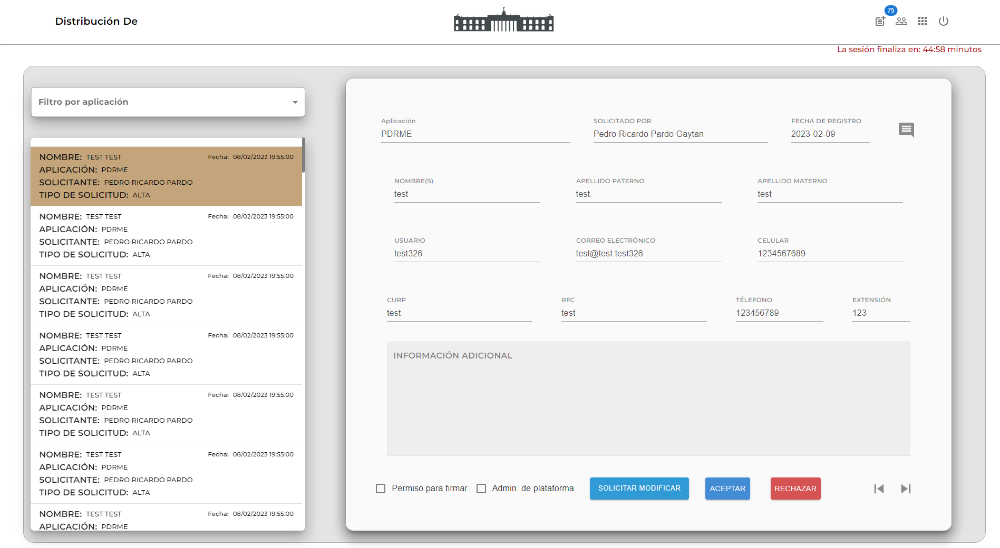 Distribución De
75
La sesión finaliza en: 44:58 minutos
Filtro por aplicación
NOMBRE: TEST TEST Fecha: 08/02/2023 19:55:00
APLICACIÓN: PDRME
SOLICITANTE: PEDRO RICARDO PARDO
TIPO DE SOLICITUD: ALTA
NOMBRE: TEST TEST Fecha: 08/02/2023 19:55:00
APLICACIÓN: PDRME
SOLICITANTE: PEDRO RICARDO PARDO
TIPO DE SOLICITUD: ALTA
NOMBRE: TEST TEST Fecha: 08/02/2023 19:55:00
APLICACIÓN: PDRME
SOLICITANTE: PEDRO RICARDO PARDO
TIPO DE SOLICITUD: ALTA
NOMBRE: TEST TEST Fecha: 08/02/2023 19:55:00
APLICACIÓN: PDRME
SOLICITANTE: PEDRO RICARDO PARDO
TIPO DE SOLICITUD: ALTA
NOMBRE: TEST TEST Fecha: 08/02/2023 19:55:00
APLICACIÓN: PDRME
SOLICITANTE: PEDRO RICARDO PARDO
TIPO DE SOLICITUD: ALTA
NOMBRE: TEST TEST Fecha: 08/02/2023 19:55:00
APLICACIÓN: PDRME
SOLICITANTE: PEDRO RICARDO PARDO
TIPO DE SOLICITUD: ALTA
NOMBRE: TEST TEST Fecha: 08/02/2023 19:55:00
APLICACIÓN: PDRME
Aplicación SOLICITADO POR FECHA DE REGISTRO
PDRME Pedro Ricardo Pardo Gaytan 2023-02-09
NOMBRE(S) APELLIDO PATERNO APELLIDO MATERNO
test test test
USUARIO CORREO ELECTRÓNICO CELULAR
test326 test@test.test326 1234567689
CURP RFC TÉLEFONO EXTENSIÓN
test test 123456789 123
INFORMACIÓN ADICIONAL
Permiso para firmar Admin. de plataforma SOLICITAR MODIFICAR ACEPTAR RECHAZAR